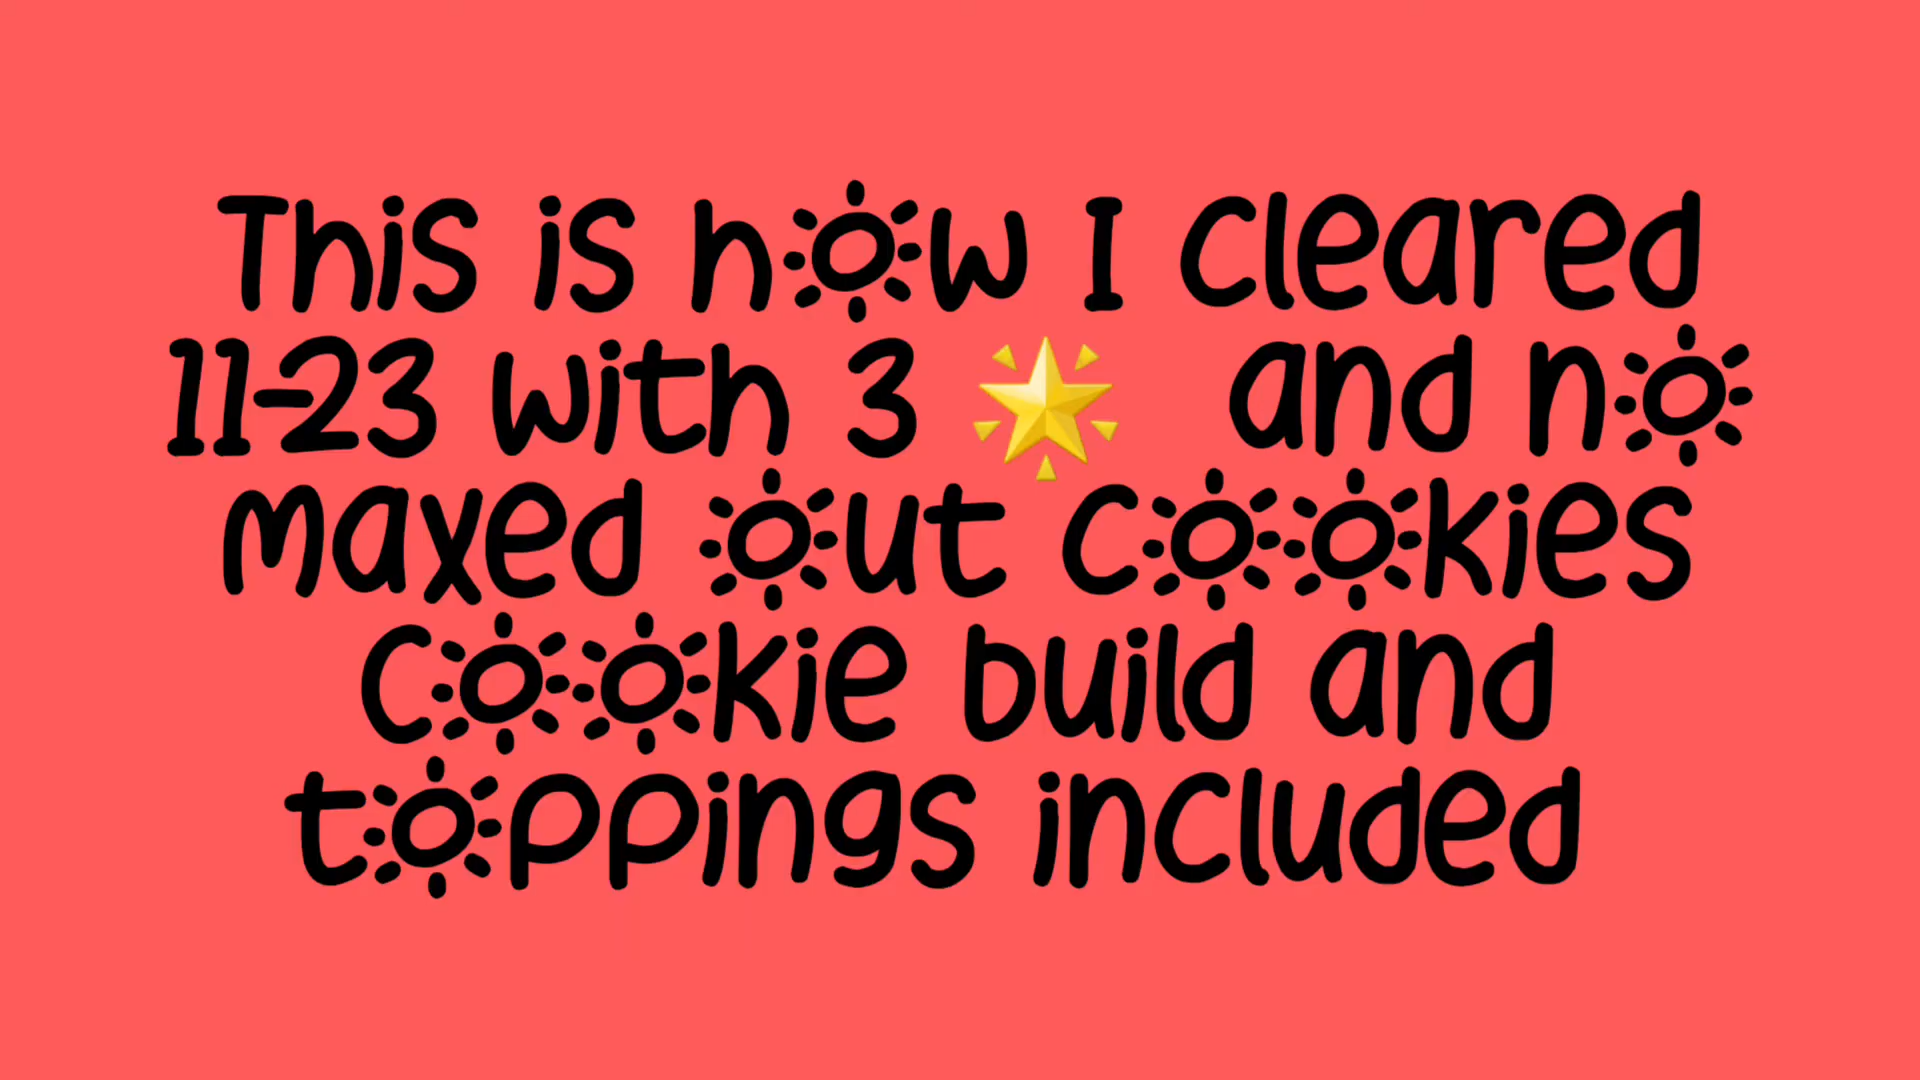 This is how I cleared
11-23 with 3 🌟 and no
maxed out cookies
Cookie build and
toppings included